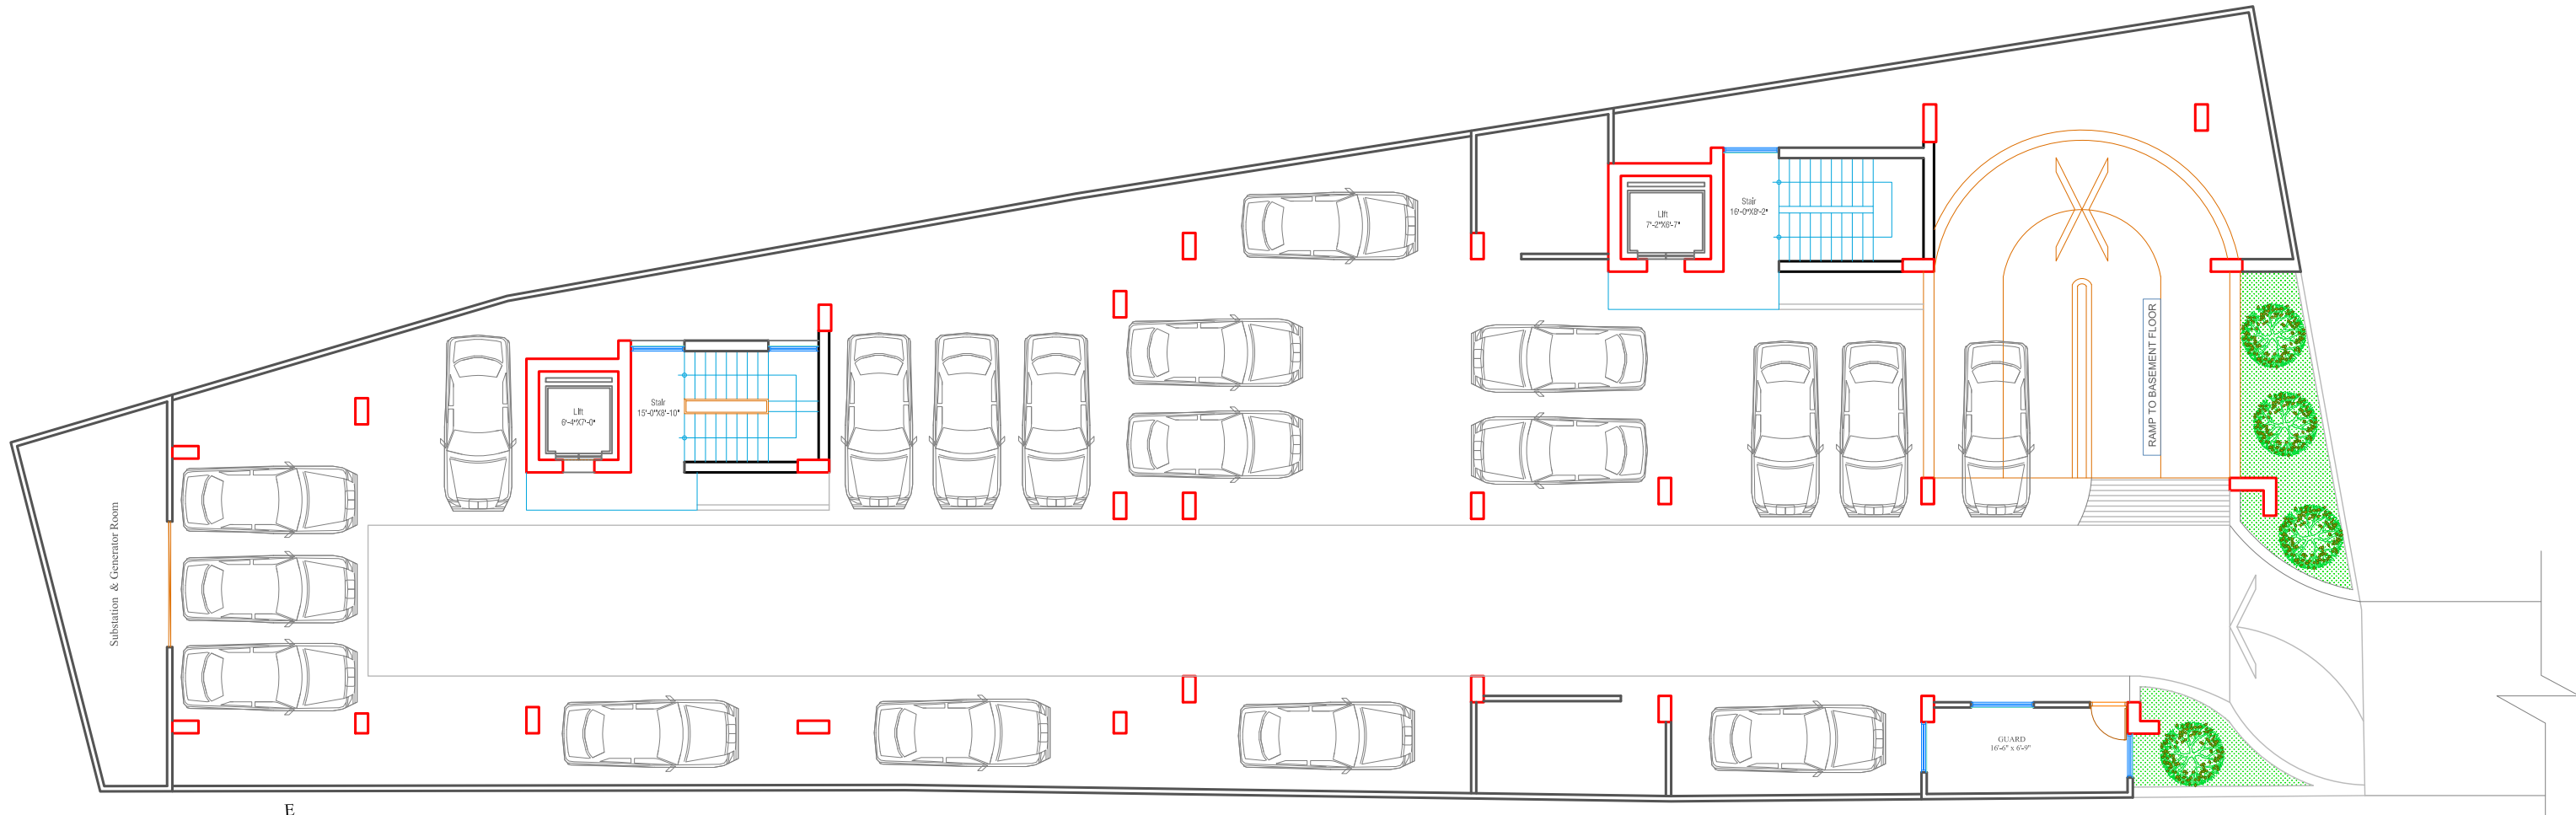 Lift
7'-2"X6'-7"
Stair
16'-0"X8'-2"
RAMP TO BASEMENT FLOOR
Lift
6'-4"X7'-0"
Stair
15'-0"X8'-10"
Substation & Generator Room
GUARD
16'-6" x 6'-9"
E